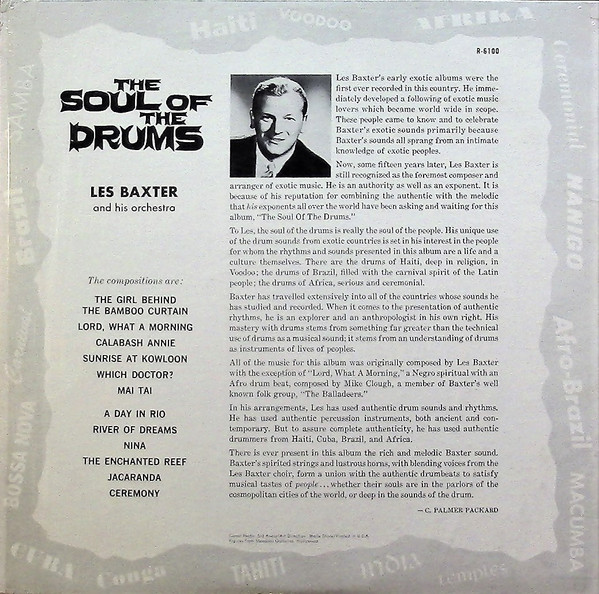 Haiti VOODOO AFRIKA
R-6100
THE
SOUL OF
THE
DRUMS
LES BAXTER
and his orchestra
The compositions are:
THE GIRL BEHIND
THE BAMBOO CURTAIN
LORD, WHAT A MORNING
CALABASH ANNIE
SUNRISE AT KOWLOON
WHICH DOCTOR?
MAI TAI
A DAY IN RIO
RIVER OF DREAMS
NINA
THE ENCHANTED REEF
JACARANDA
CEREMONY
Les Baxter's early exotic albums were the
first ever recorded in this country. He imme-
diately developed a following of exotic music
lovers which became world wide in scope.
These people came to know and to celebrate
Baxter's exotic sounds primarily because
Baxter's sounds all sprang from an intimate
knowledge of exotic peoples.
Now, some fifteen years later, Les Baxter is
still recognized as the foremost composer and
arranger of exotic music. He is an authority as well as an exponent. It is
because of his reputation for combining the authentic with the melodic
that his exponents all over the world have been asking and waiting for this
album, "The Soul Of The Drums."
To Les, the soul of the drums is really the soul of the people. His unique use
of the drum sounds from exotic countries is set in his interest in the people
for whom the rhythms and sounds presented in this album are a life and a
culture themselves. There are the drums of Haiti, deep in religion, in
Voodoo; the drums of Brazil, filled with the carnival spirit of the Latin
people; the drums of Africa, serious and ceremonial.
Baxter has travelled extensively into all of the countries whose sounds he
has studied and recorded. When it comes to the presentation of authentic
rhythms, he is an explorer and an anthropologist in his own right. His
mastery with drums stems from something far greater than the technical
use of drums as a musical sound; it stems from an understanding of drums
as instruments of lives of peoples.
All of the music for this album was originally composed by Les Baxter
with the exception of "Lord, What A Morning," a Negro spiritual with an
Afro drum beat, composed by Mike Clough, a member of Baxter's well
known folk group, "The Balladeers."
In his arrangements, Les has used authentic drum sounds and rhythms.
He has used authentic percussion instruments, both ancient and con-
temporary. But to assure complete authenticity, he has used authentic
drummers from Haiti, Cuba, Brazil, and Africa.
There is ever present in this album the rich and melodic Baxter sound.
Baxter's spirited strings and lustrous horns, with blending voices from the
Les Baxter choir, form a union with the authentic drumbeats to satisfy
musical tastes of people...whether their souls are in the parlors of the
cosmopolitan cities of the world, or deep in the sounds of the drum.
— C. PALMER PACKARD
Ceremonial
NANIGO
Afro-Brazil
MACUMBA
SAMBA
Brazil
BOSSA NOVA
CUBA Conga TAHITI temples